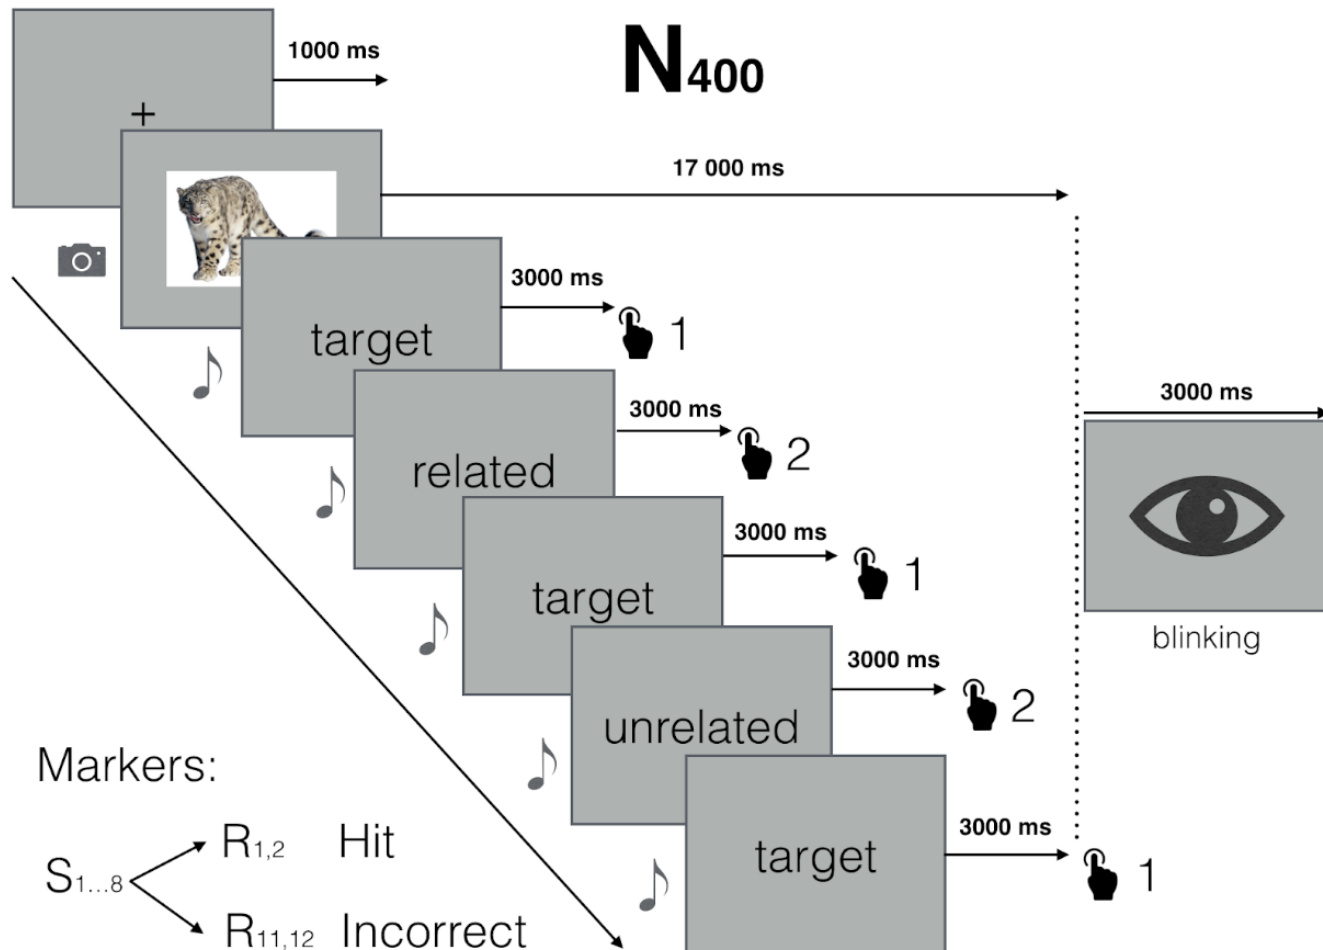 N400
1000 ms
+
17 000 ms
3000 ms
target
1
3000 ms
related
2
3000 ms
target
1
3000 ms
unrelated
2
3000 ms
target
1
3000 ms
blinking
Markers:
S1...8
R1,2 Hit
R11,12 Incorrect